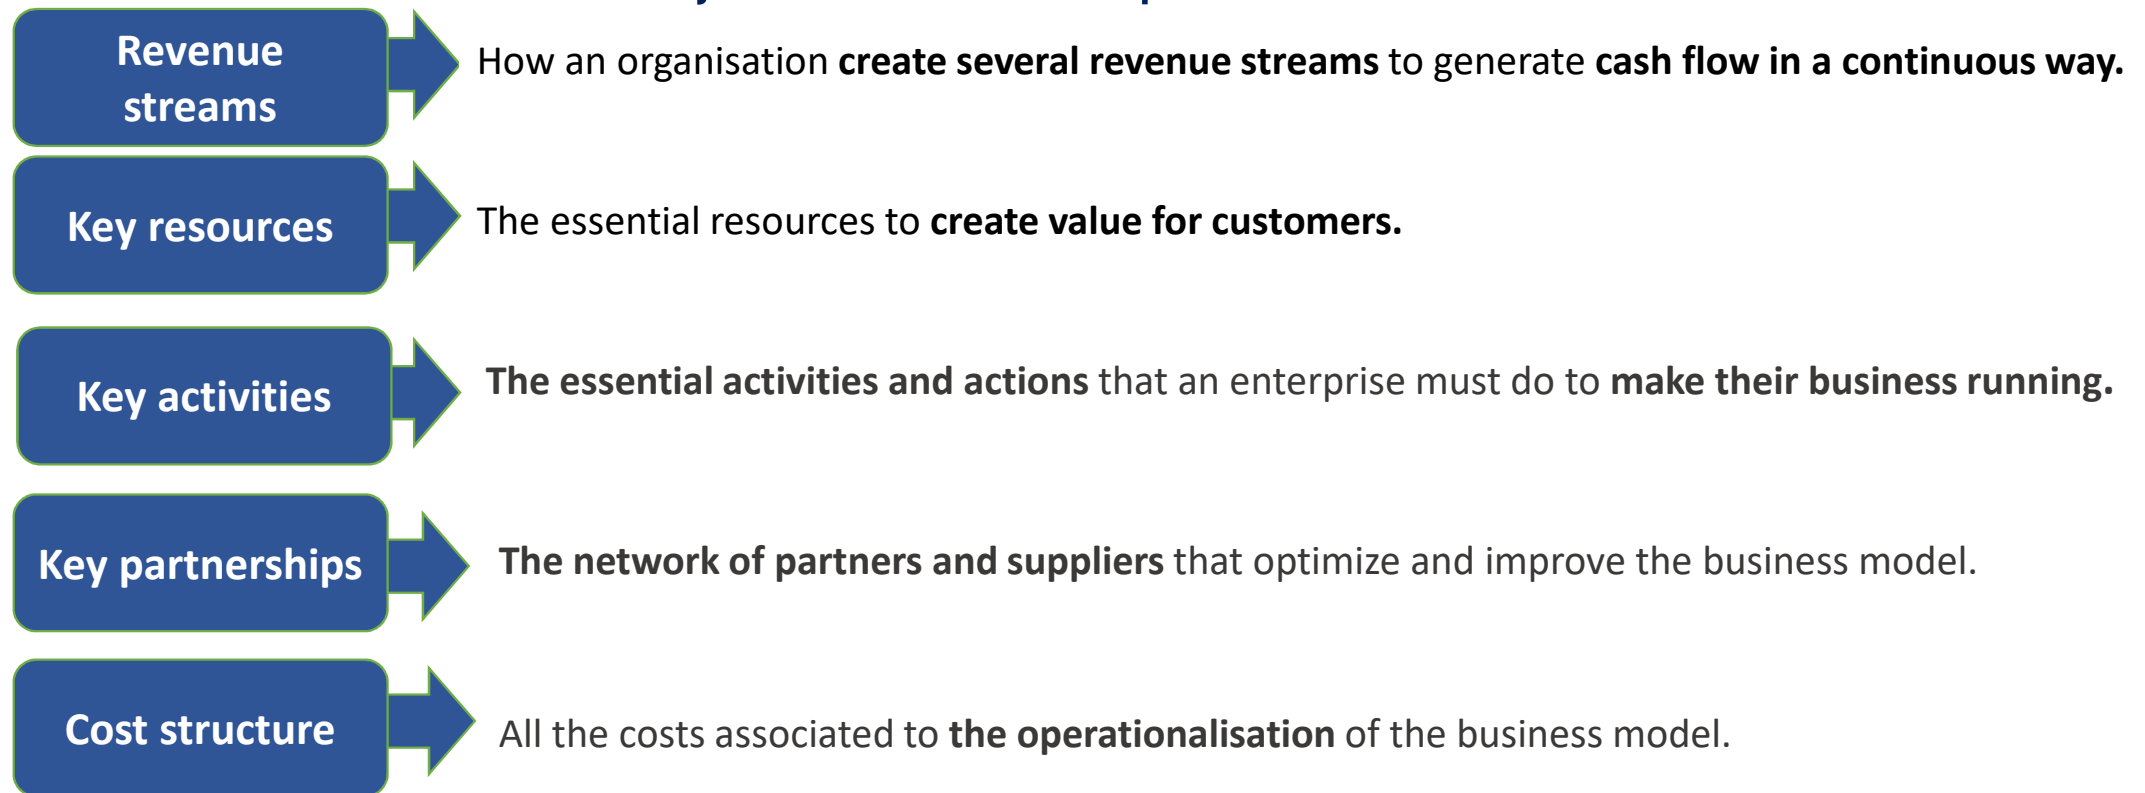 Revenue
streams
How an organisation create several revenue streams to generate cash flow in a continuous way.
Key resources
The essential resources to create value for customers.
Key activities
The essential activities and actions that an enterprise must do to make their business running.
Key partnerships
The network of partners and suppliers that optimize and improve the business model.
Cost structure
All the costs associated to the operationalisation of the business model.